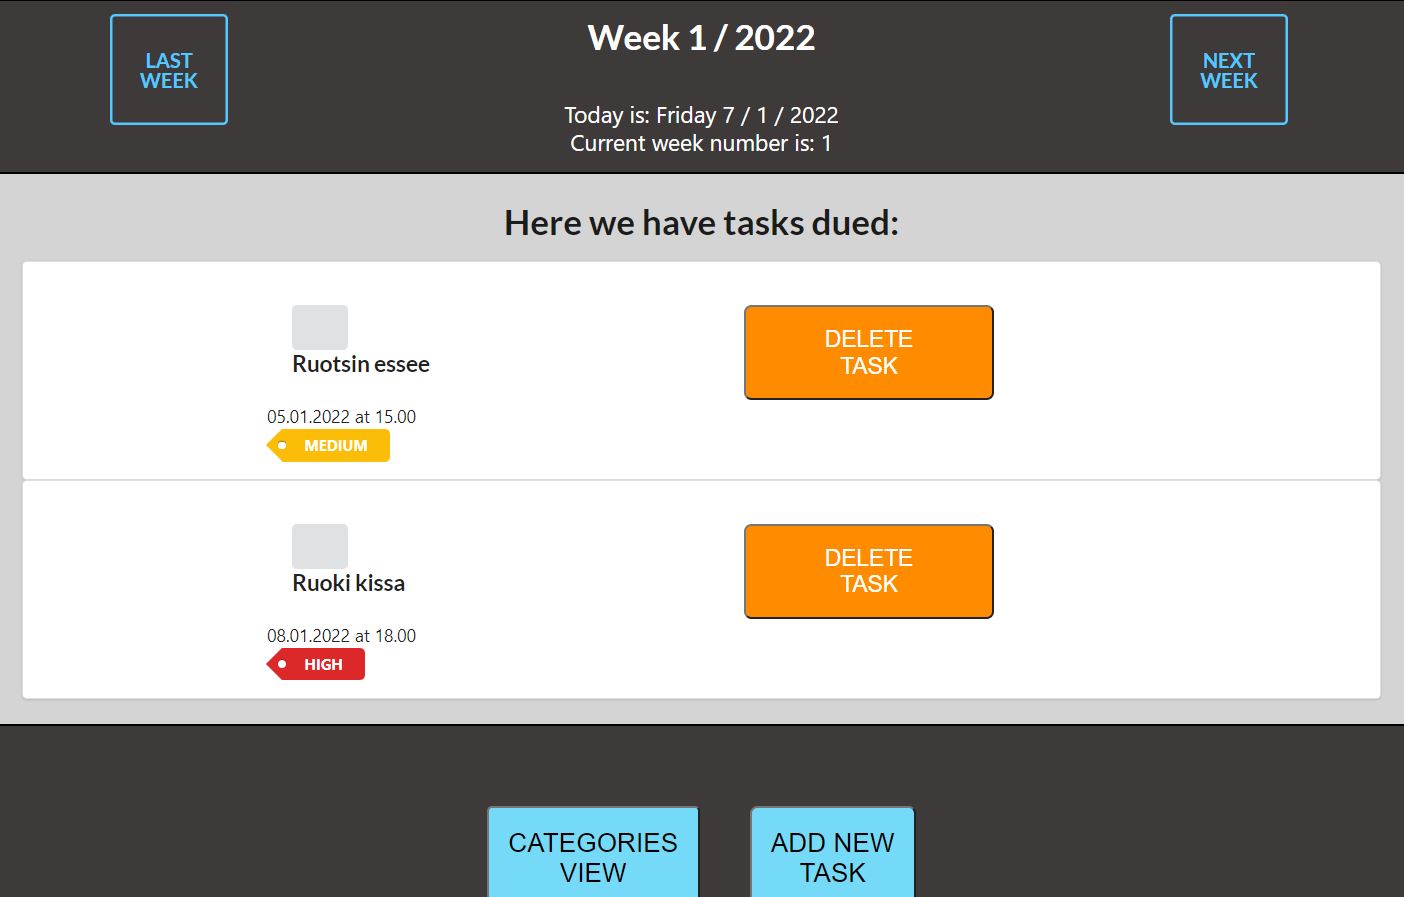 LAST
WEEK
Week 1 / 2022
NEXT
WEEK
Today is: Friday 7 / 1 / 2022
Current week number is: 1
Here we have tasks dued:
Ruotsin essee
05.01.2022 at 15.00
MEDIUM
DELETE
TASK
Ruoki kissa
08.01.2022 at 18.00
HIGH
DELETE
TASK
CATEGORIES
VIEW
ADD NEW
TASK